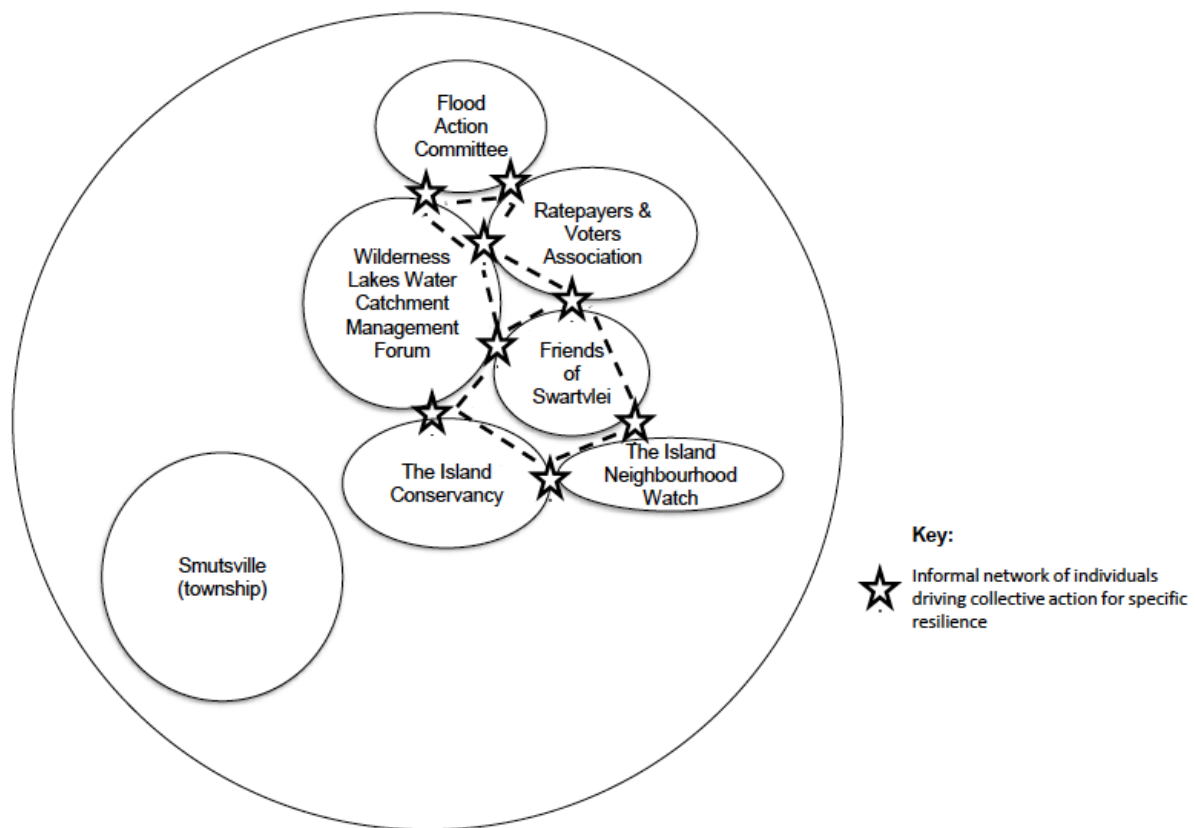 Flood
Action
Committee
Ratepayers &
Voters
Association
Wilderness
Lakes Water
Catchment
Management
Forum
Friends
of
Swartvlei
The Island
Conservancy
The Island
Neighbourhood
Watch
Smutsville
(township)
Key:
Informal network of individuals
driving collective action for specific
resilience